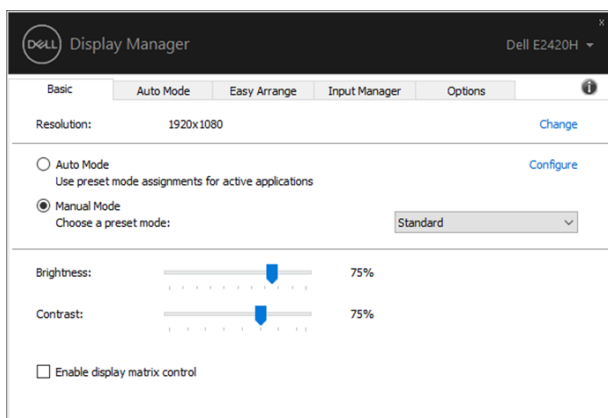 x
DELL Display Manager Dell E2420H
Basic Auto Mode Easy Arrange Input Manager Options i
Resolution: 1920x1080 Change
Auto Mode Configure
Use preset mode assignments for active applications
Manual Mode
Choose a preset mode: Standard
Brightness: 75%
Contrast: 75%
Enable display matrix control